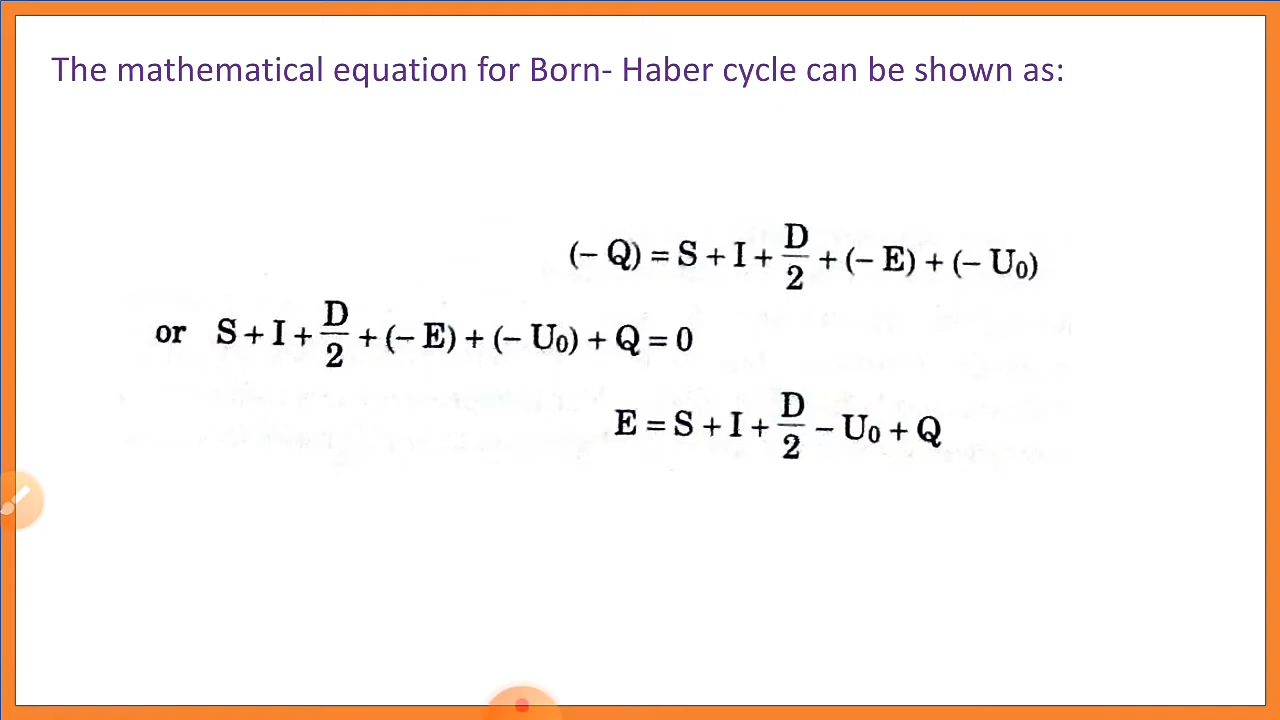 The mathematical equation for Born- Haber cycle can be shown as:
(– Q) = S + I + D/2 + (– E) + (– U₀)
or S + I + D/2 + (– E) + (– U₀) + Q = 0
E = S + I + D/2 – U₀ + Q